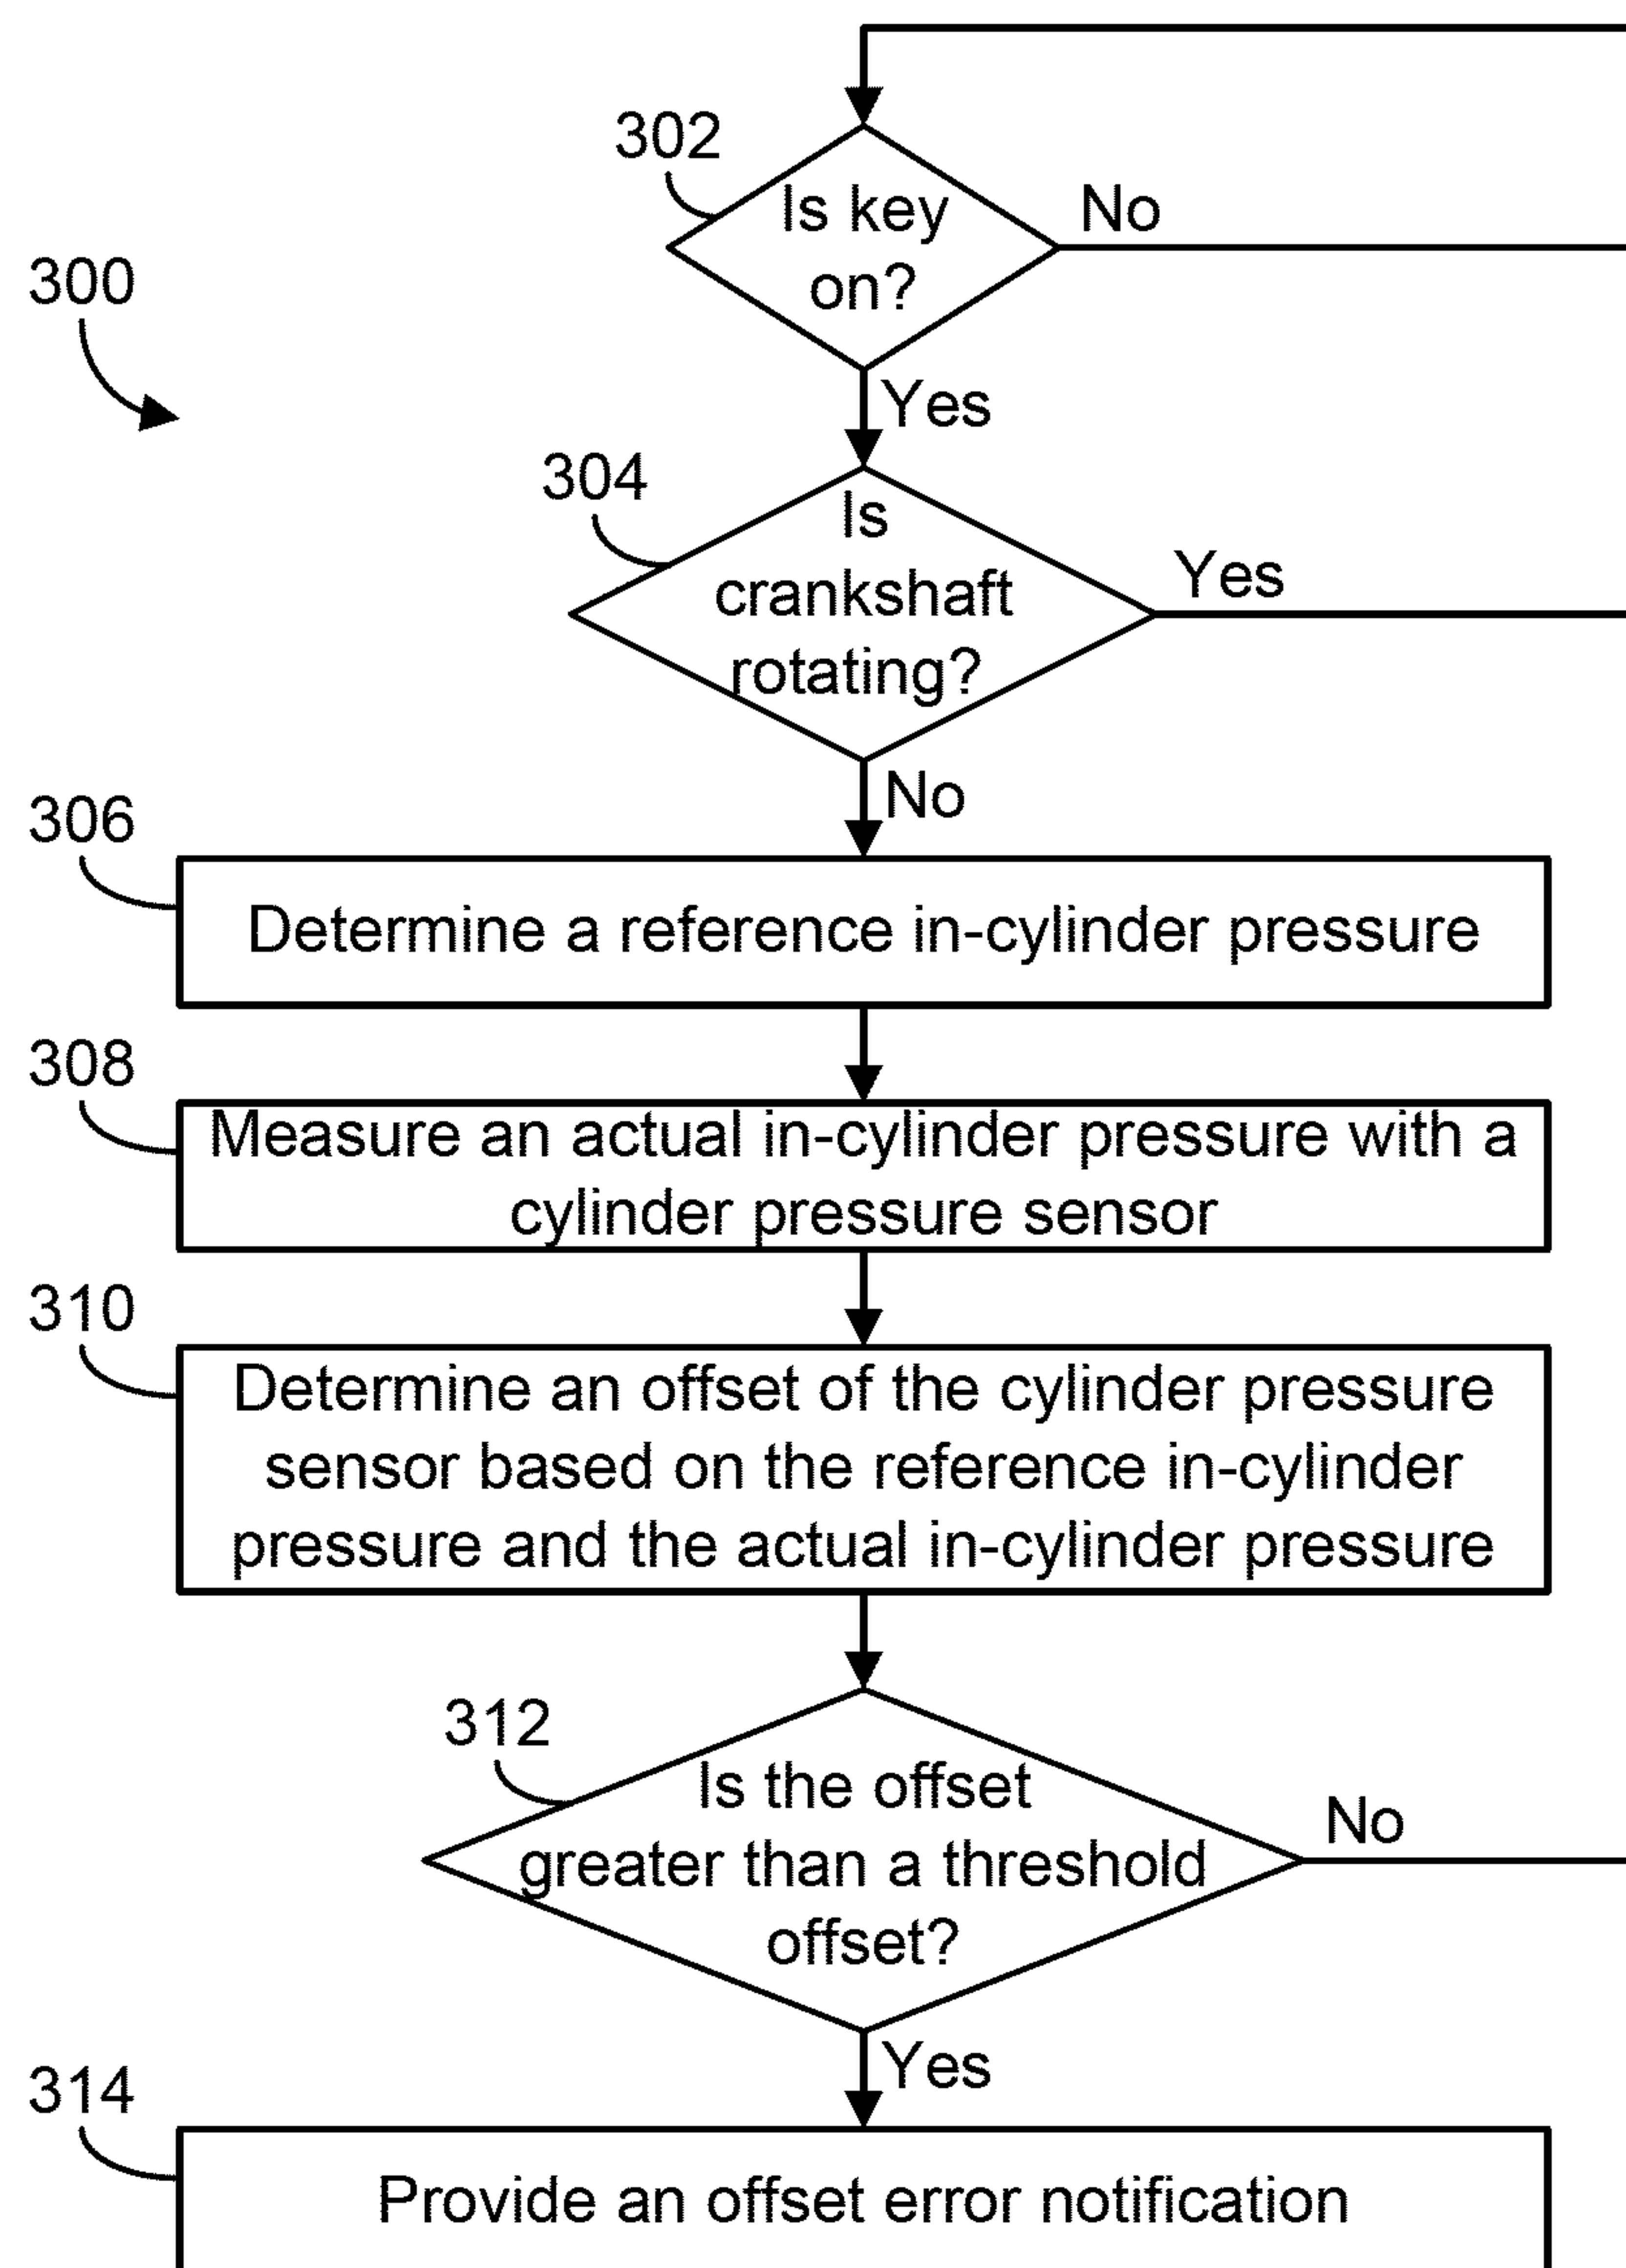 302
Is key
on?
No
300
Yes
304
Is
crankshaft
rotating?
Yes
No
306
Determine a reference in-cylinder pressure
308
Measure an actual in-cylinder pressure with a
cylinder pressure sensor
310
Determine an offset of the cylinder pressure
sensor based on the reference in-cylinder
pressure and the actual in-cylinder pressure
312
Is the offset
greater than a threshold
offset?
No
Yes
314
Provide an offset error notification